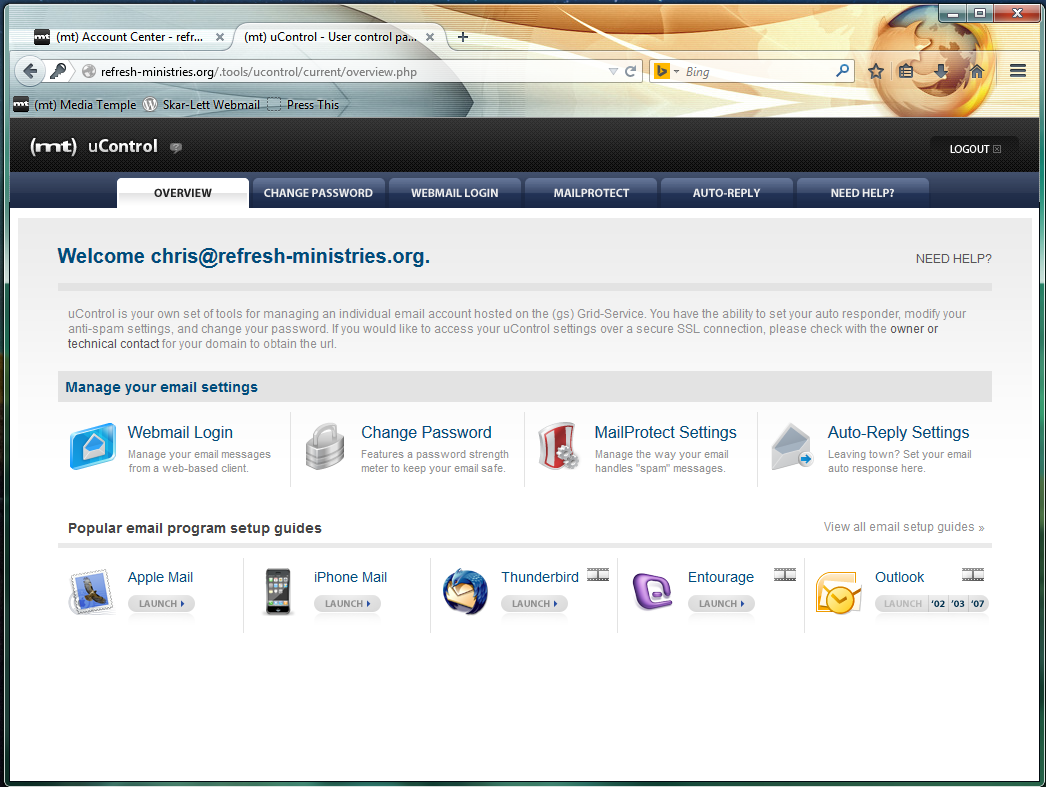 (mt) Account Center - refr...
(mt) uControl - User control pa...
refresh-ministries.org/.tools/ucontrol/current/overview.php
Bing
(mt) Media Temple
Skar-Lett Webmail
Press This
(mt) uControl
LOGOUT
OVERVIEW
CHANGE PASSWORD
WEBMAIL LOGIN
MAILPROTECT
AUTO-REPLY
NEED HELP?
Welcome chris@refresh-ministries.org.
NEED HELP?
uControl is your own set of tools for managing an individual email account hosted on the (gs) Grid-Service. You have the ability to set your auto responder, modify your
anti-spam settings, and change your password. If you would like to access your uControl settings over a secure SSL connection, please check with the owner or
technical contact for your domain to obtain the url.
Manage your email settings
Webmail Login
Manage your email messages
from a web-based client.
Change Password
Features a password strength
meter to keep your email safe.
MailProtect Settings
Manage the way your email
handles "spam" messages.
Auto-Reply Settings
Leaving town? Set your email
auto response here.
Popular email program setup guides
View all email setup guides »
Apple Mail
LAUNCH
iPhone Mail
LAUNCH
Thunderbird
LAUNCH
Entourage
LAUNCH
Outlook
LAUNCH '02 '03 '07